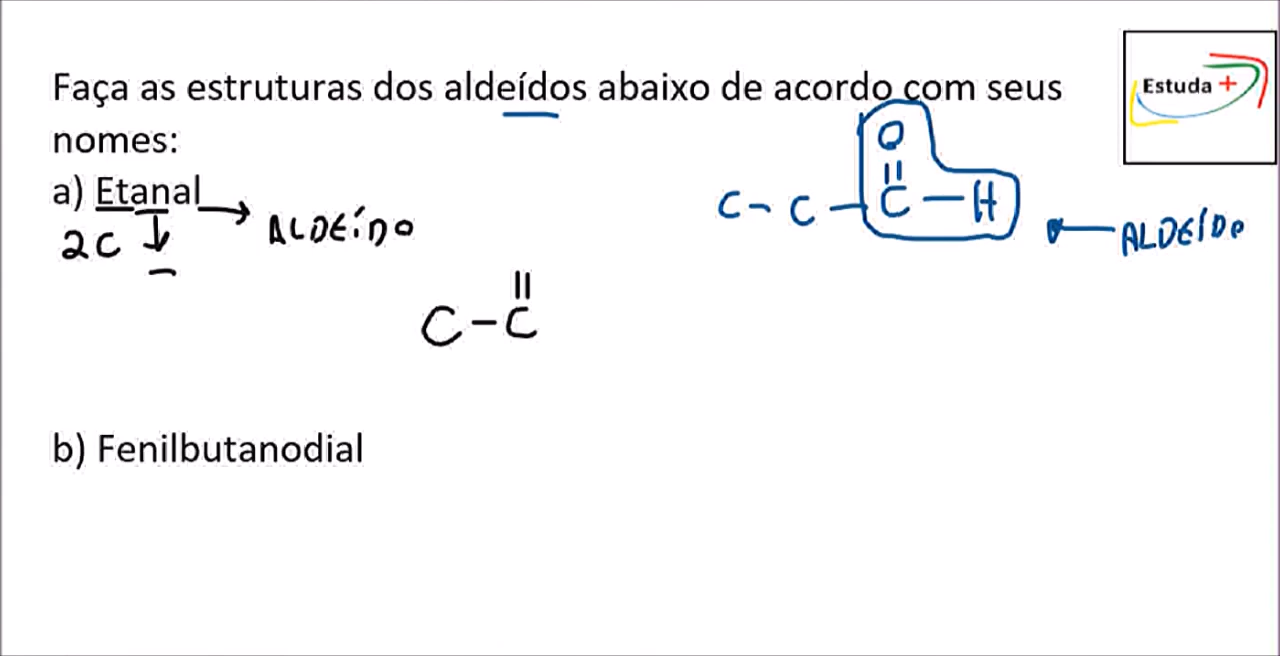 Faça as estruturas dos aldeídos abaixo de acordo com seus
nomes:
Estuda +
a) Etanal
2C
ALDEÍDO
O
||
C - C - C - H
ALDEÍDO
||
C - C
b) Fenilbutanodial